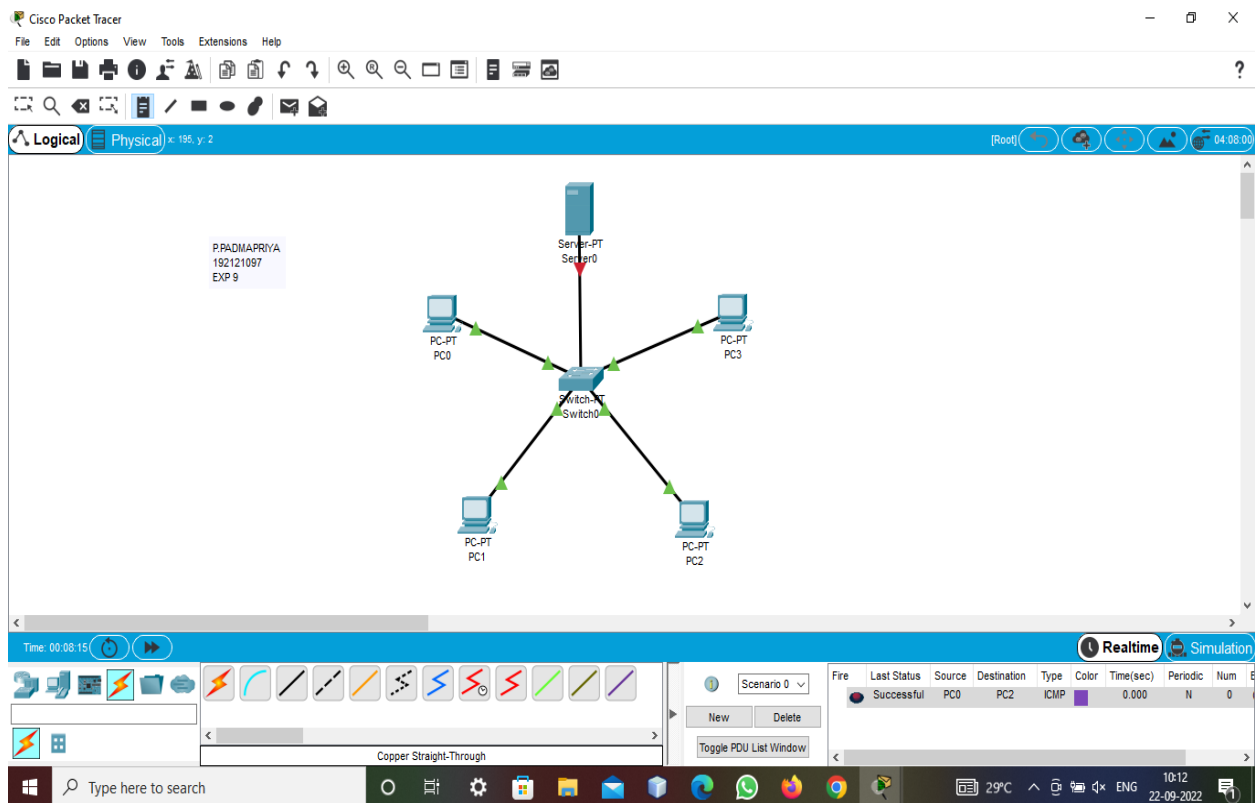 Cisco Packet Tracer
File Edit Options View Tools Extensions Help
?
Logical Physical x: 195, y: 2 [Root] 04:08:00
P.PADMAPRIYA
192121097
EXP 9
Server-PT
Server0
PC-PT
PC0
PC-PT
PC3
Switch-PT
Switch0
PC-PT
PC1
PC-PT
PC2
Time: 00:08:15 Realtime Simulation
Scenario 0
New Delete
Toggle PDU List Window
Fire Last Status Source Destination Type Color Time(sec) Periodic Num E
Successful PC0 PC2 ICMP 0.000 N 0
Copper Straight-Through
Type here to search
29°C ENG 10:12
22-09-2022